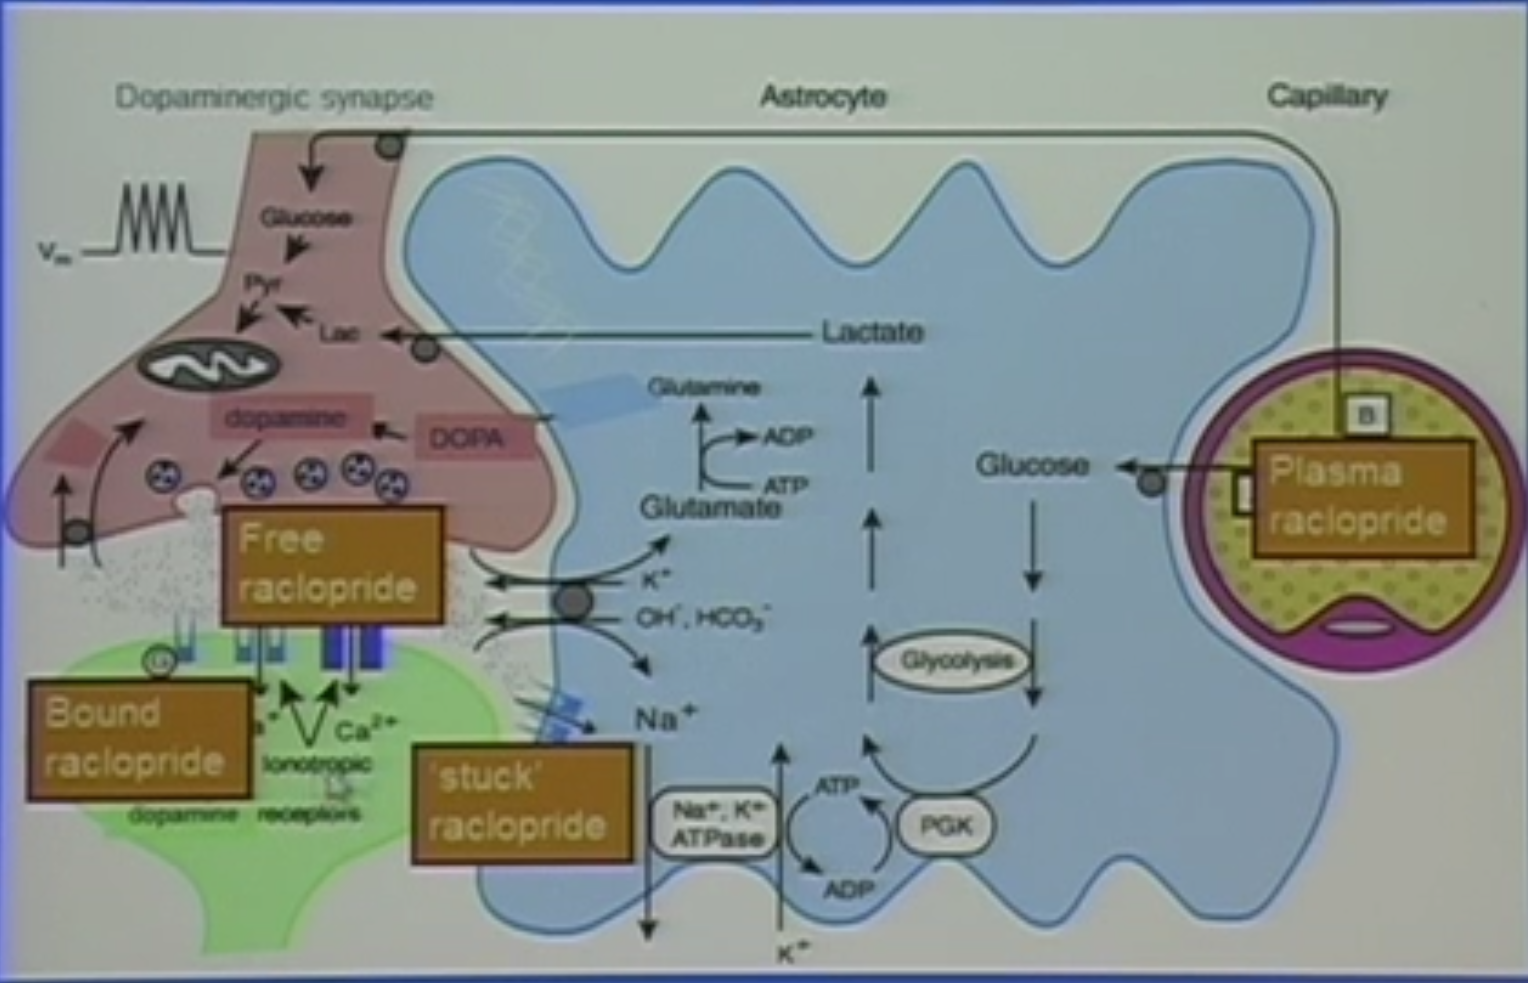 Dopaminergic synapse
Astrocyte
Capillary
Glucose
Vm
Pyr
Lac
Lactate
Glutamine
dopamine
DOPA
ADP
B
Glucose
Plasma
raclopride
ATP
Glutamate
Free
raclopride
K+
OH-, HCO3-
Glycolysis
G
Bound
raclopride
Na+
Ca2+
Ionotropic
'stuck'
raclopride
dopamine receptors
ATP
Na+, K+
ATPase
PGK
ADP
K+